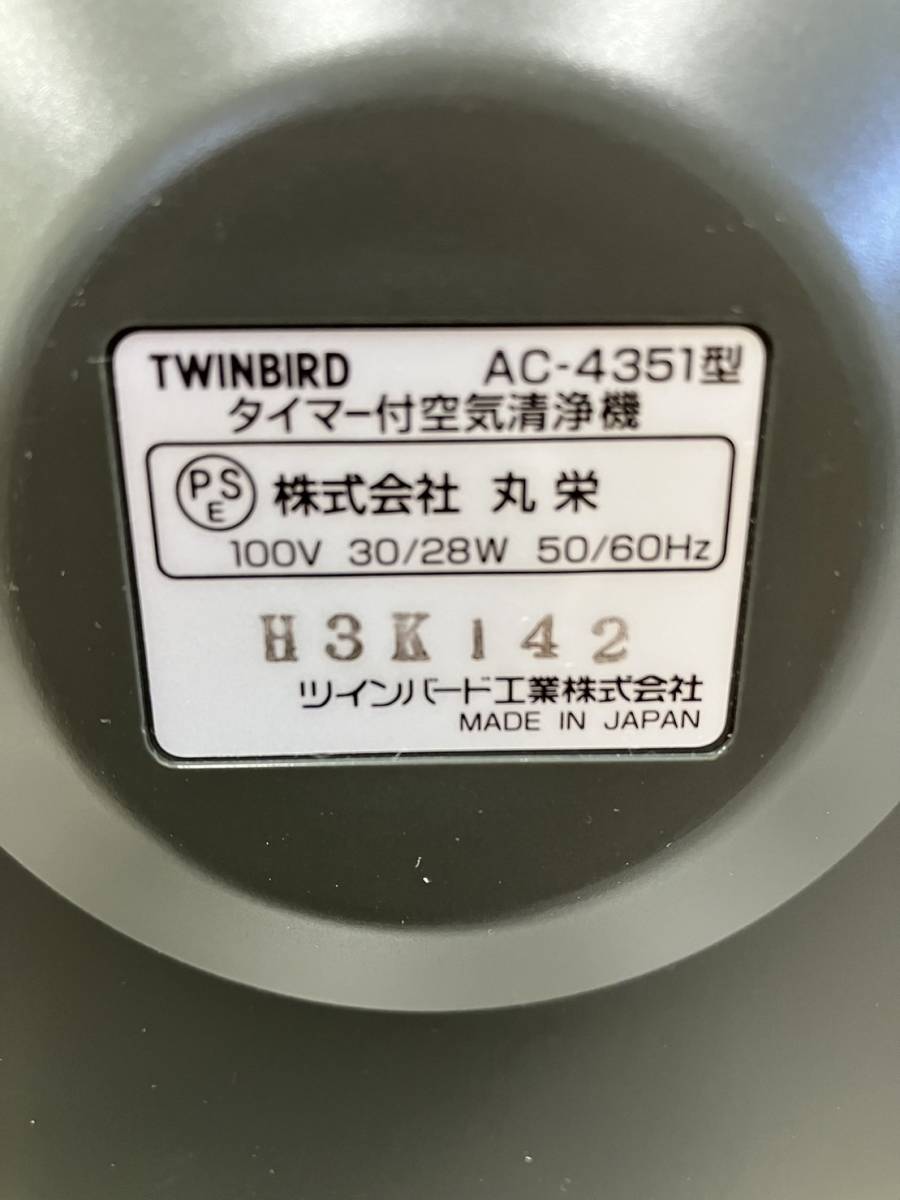 TWINBIRD AC-4351型
タイマー付空気清浄機
PSE 株式会社 丸栄
100V 30/28W 50/60Hz
H3K142
ツインバード工業株式会社
MADE IN JAPAN